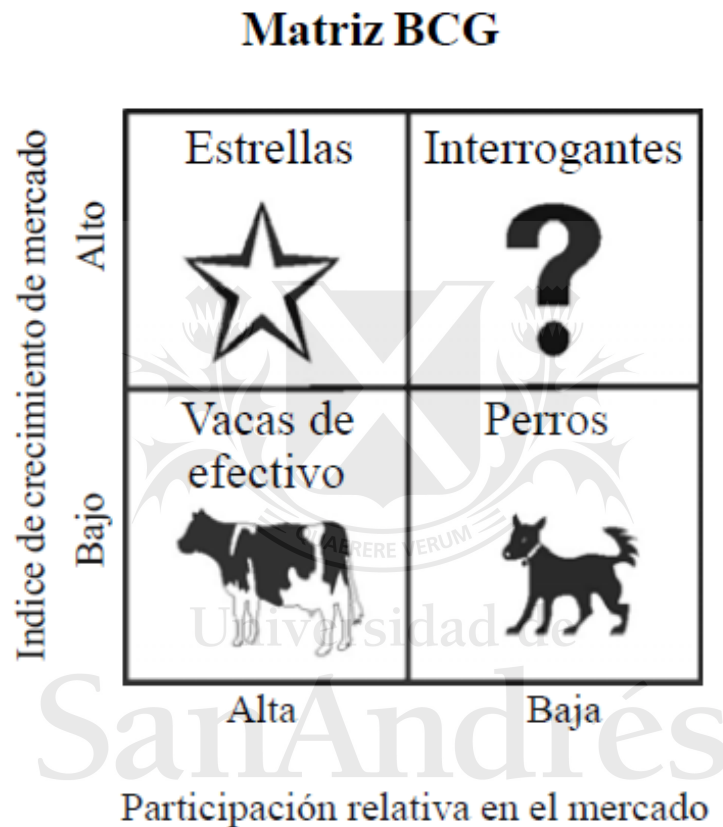 Matriz BCG
Indice de crecimiento de mercado
Alto
Bajo
Estrellas
Interrogantes
?
Vacas de
efectivo
Perros
QUAERERE VERUM
Universidad de
SanAndrés
Alta
Baja
Participación relativa en el mercado